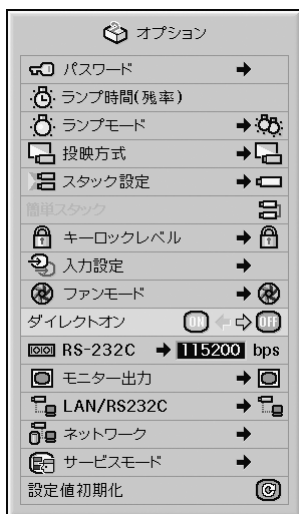 オプション
パスワード
ランプ時間(残率)
ランプモード
投映方式
スタック設定
簡単スタック
キーロックレベル
入力設定
ファンモード
ダイレクトオン ON OFF
RS-232C 115200 bps
モニター出力
LAN/RS232C
ネットワーク
サービスモード
設定値初期化